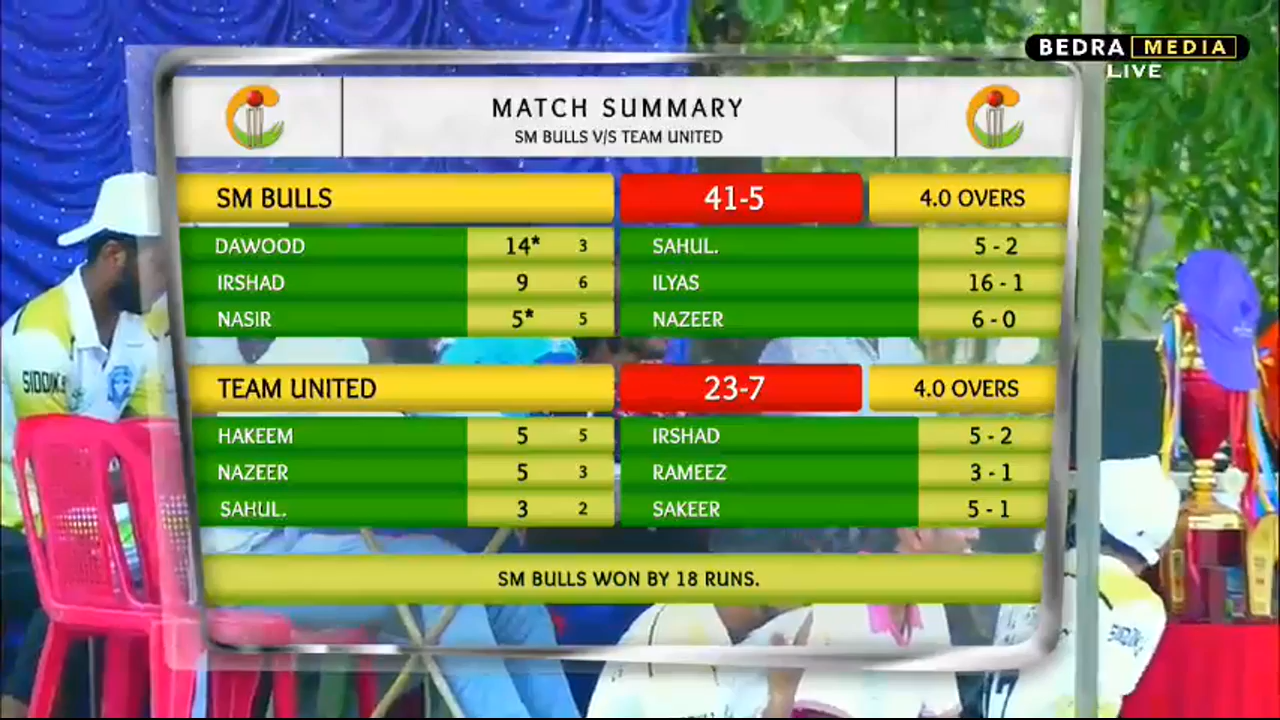 BEDRA MEDIA
LIVE
MATCH SUMMARY
SM BULLS V/S TEAM UNITED
SM BULLS 41-5 4.0 OVERS
DAWOOD 14* 3 SAHUL. 5 - 2
IRSHAD 9 6 ILYAS 16 - 1
NASIR 5* 5 NAZEER 6 - 0
TEAM UNITED 23-7 4.0 OVERS
HAKEEM 5 5 IRSHAD 5 - 2
NAZEER 5 3 RAMEEZ 3 - 1
SAHUL. 3 2 SAKEER 5 - 1
SM BULLS WON BY 18 RUNS.